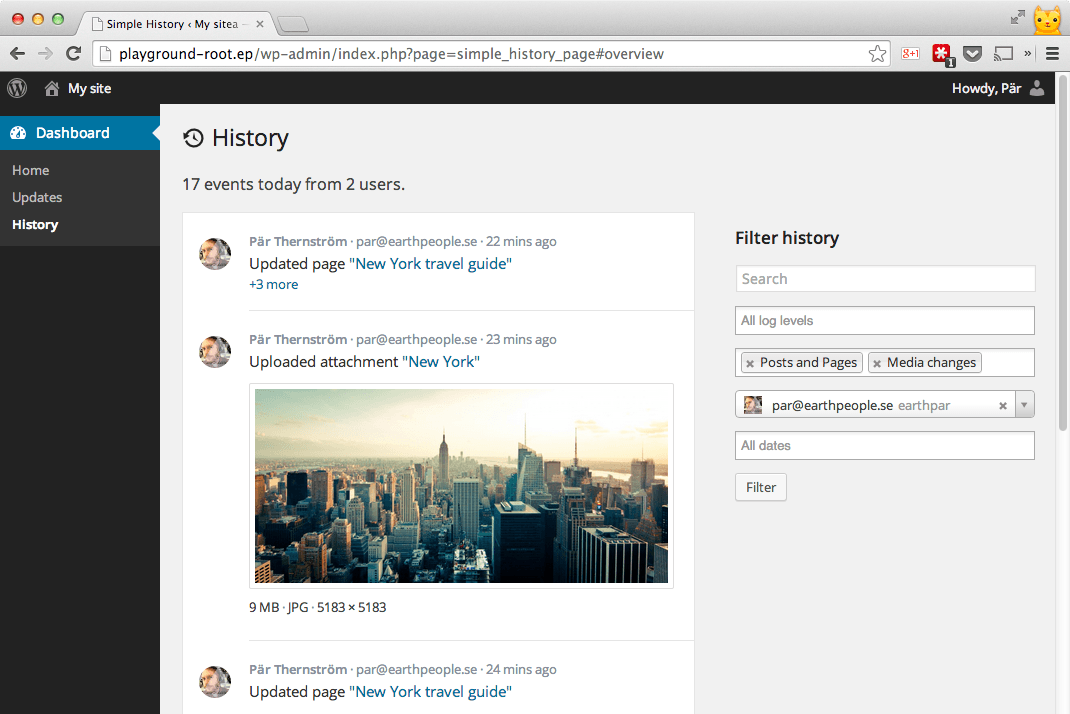 Simple History ‹ My sitea —
playground-root.ep/wp-admin/index.php?page=simple_history_page#overview
g+1
1
»
My site
Howdy, Pär
Dashboard
Home
Updates
History
History
17 events today from 2 users.
Pär Thernström · par@earthpeople.se · 22 mins ago
Updated page "New York travel guide"
+3 more
Pär Thernström · par@earthpeople.se · 23 mins ago
Uploaded attachment "New York"
9 MB · JPG · 5183 × 5183
Pär Thernström · par@earthpeople.se · 24 mins ago
Updated page "New York travel guide"
Filter history
Search
All log levels
× Posts and Pages × Media changes
par@earthpeople.se earthpar ×
All dates
Filter